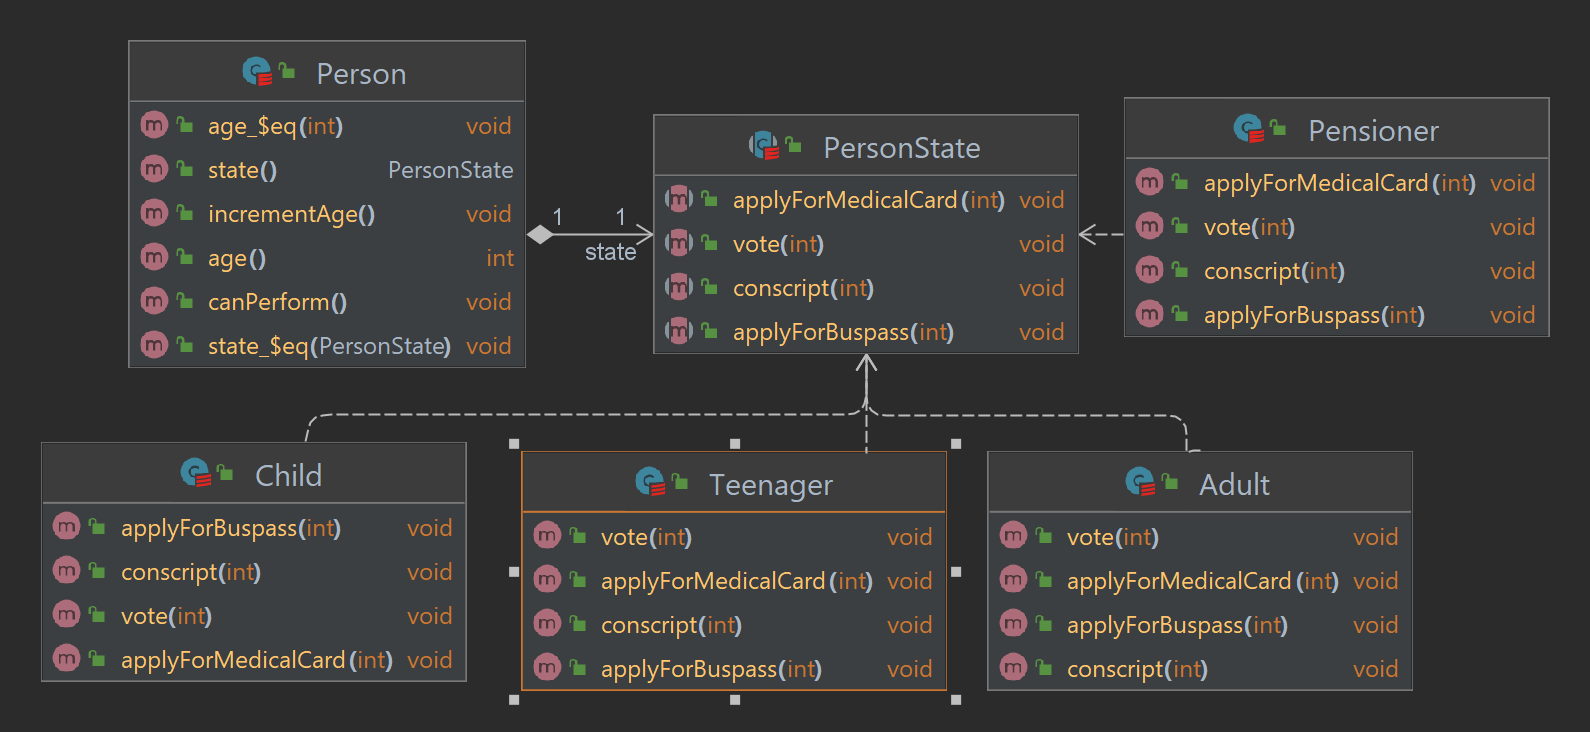 Person
age_$eq(int) void
state() PersonState
incrementAge() void
age() int
canPerform() void
state_$eq(PersonState) void
1 1
state
PersonState
applyForMedicalCard(int) void
vote(int) void
conscript(int) void
applyForBuspass(int) void
Pensioner
applyForMedicalCard(int) void
vote(int) void
conscript(int) void
applyForBuspass(int) void
Child
applyForBuspass(int) void
conscript(int) void
vote(int) void
applyForMedicalCard(int) void
Teenager
vote(int) void
applyForMedicalCard(int) void
conscript(int) void
applyForBuspass(int) void
Adult
vote(int) void
applyForMedicalCard(int) void
applyForBuspass(int) void
conscript(int) void